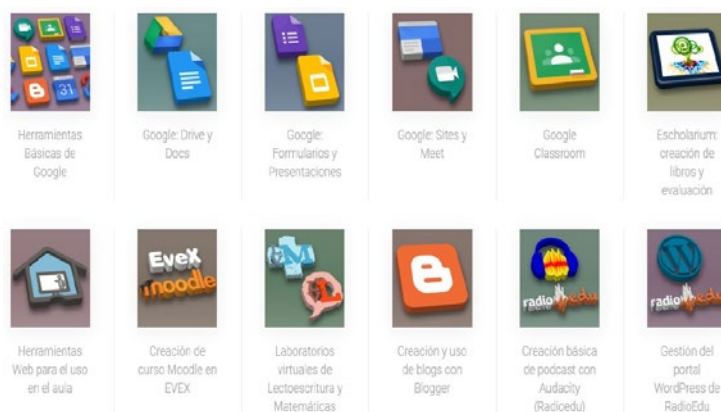 31
Herramientas
Básicas de
Google
Google: Drive y
Docs
Google:
Formularios y
Presentaciones
Google: Sites y
Meet
Google
Classroom
Escholarium:
creación de
libros y
evaluación
EveX
moodle
M
L
radio edu
radio edu
Herramientas
Web para el uso
en el aula
Creación de
curso Moodle en
EVEX
Laboratorios
virtuales de
Lectoescritura y
Matemáticas
Creación y uso
de blogs con
Blogger
Creación básica
de podcast con
Audacity
(Radioedu)
Gestión del
portal
WordPress de
RadioEdu